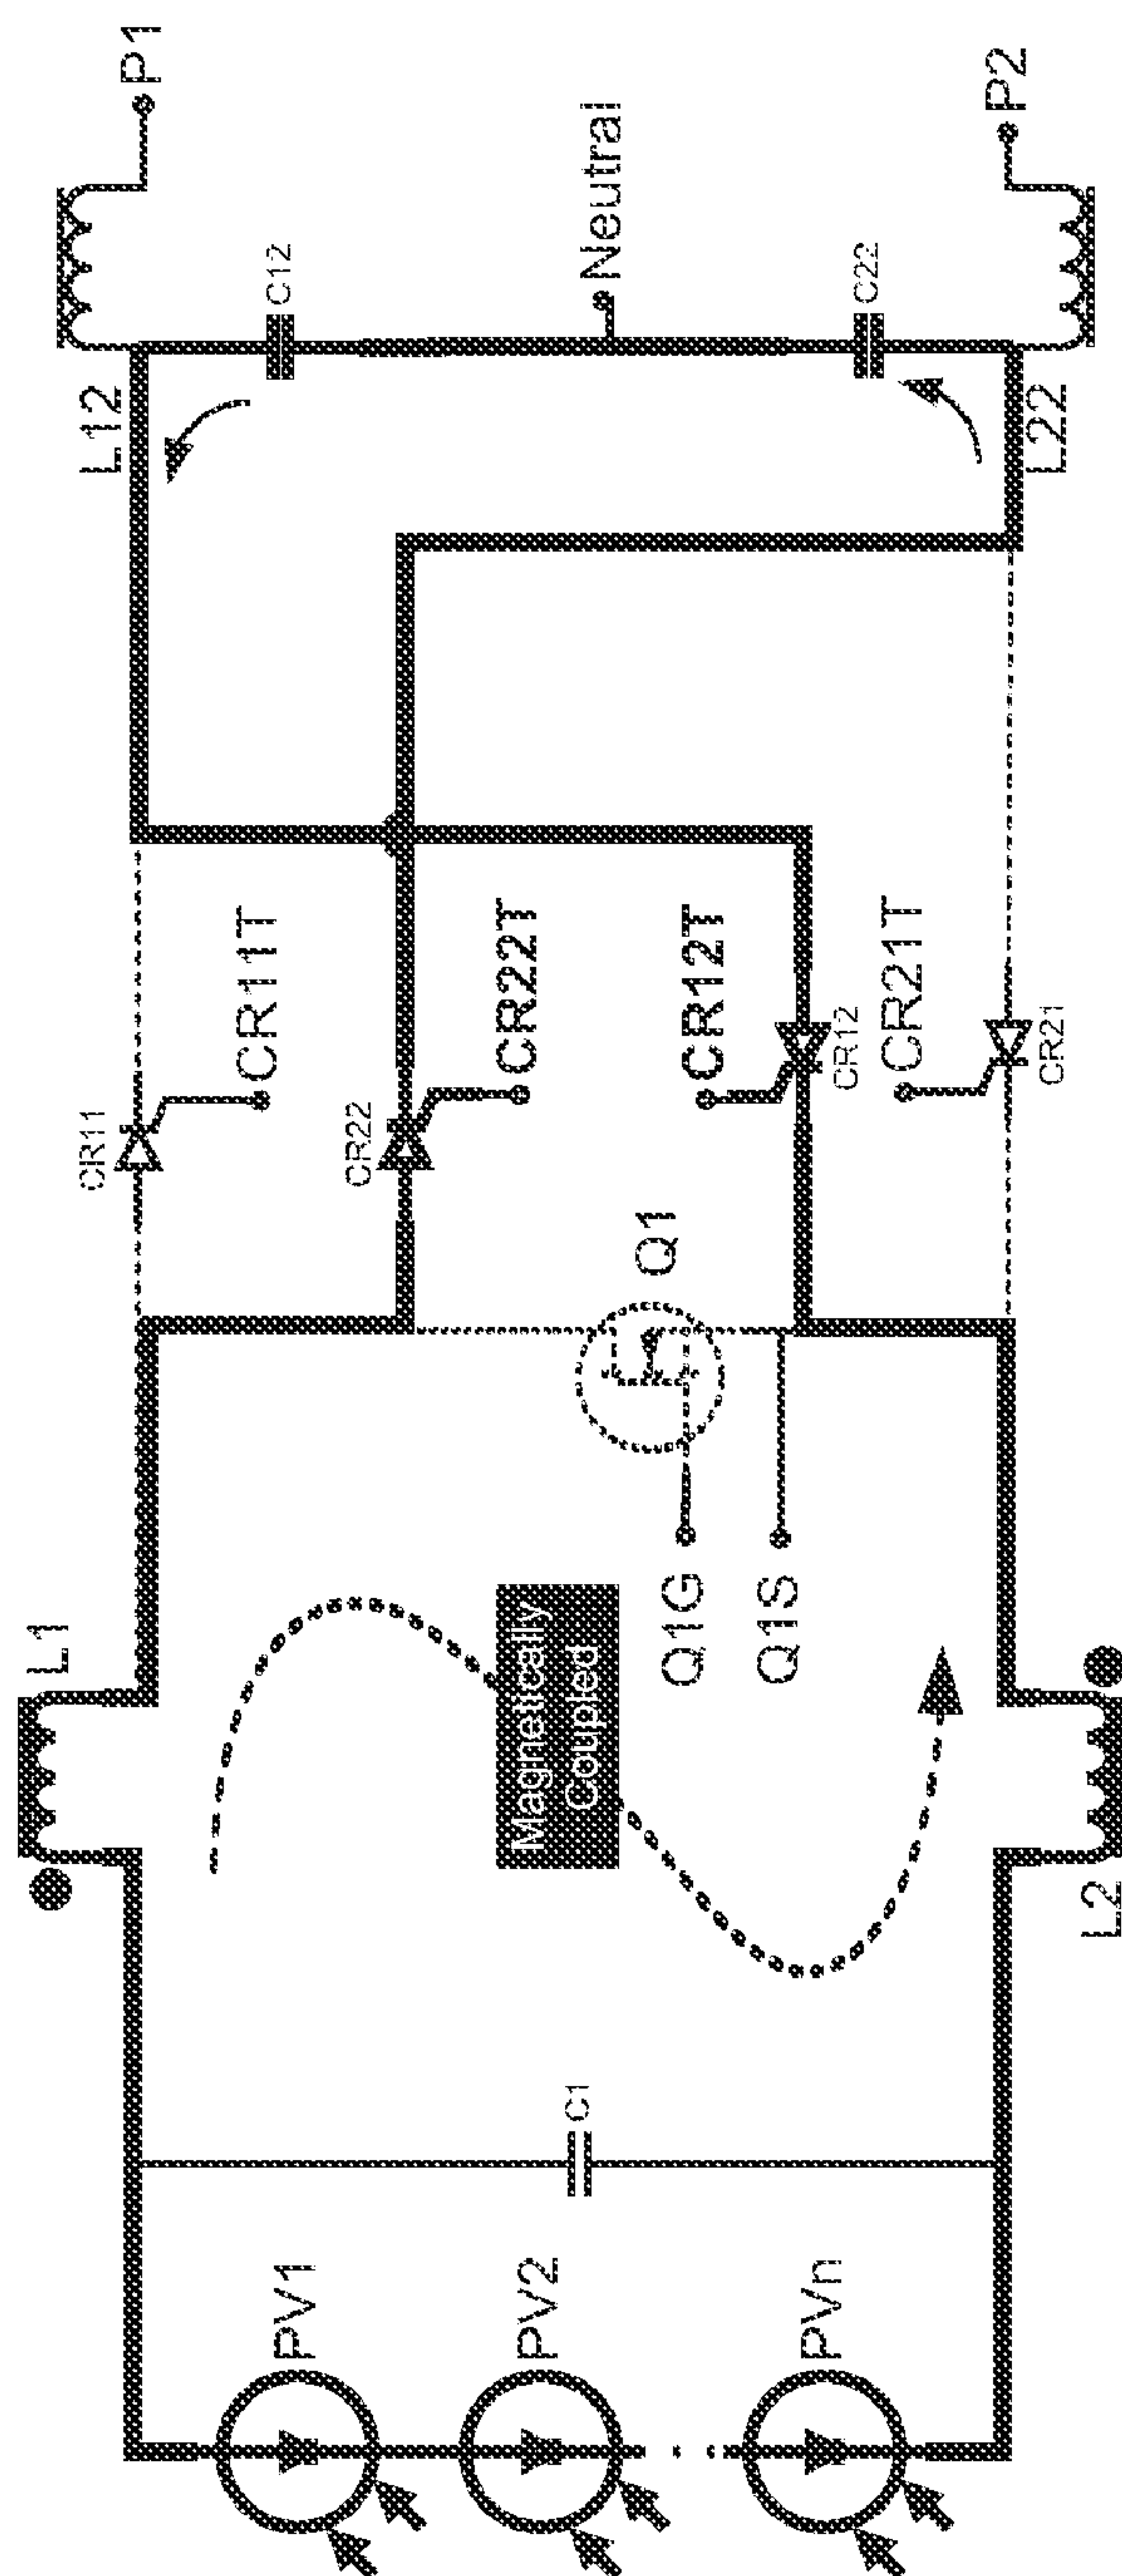 P1
P2
Neutral
C12
C22
L12
L22
CR11T
CR22T
CR12T
CR21T
CR11
CR22
CR12
CR21
Q1
Q1G
Q1S
L1
Magnetically
Coupled
L2
C1
PV1
PV2
PVn